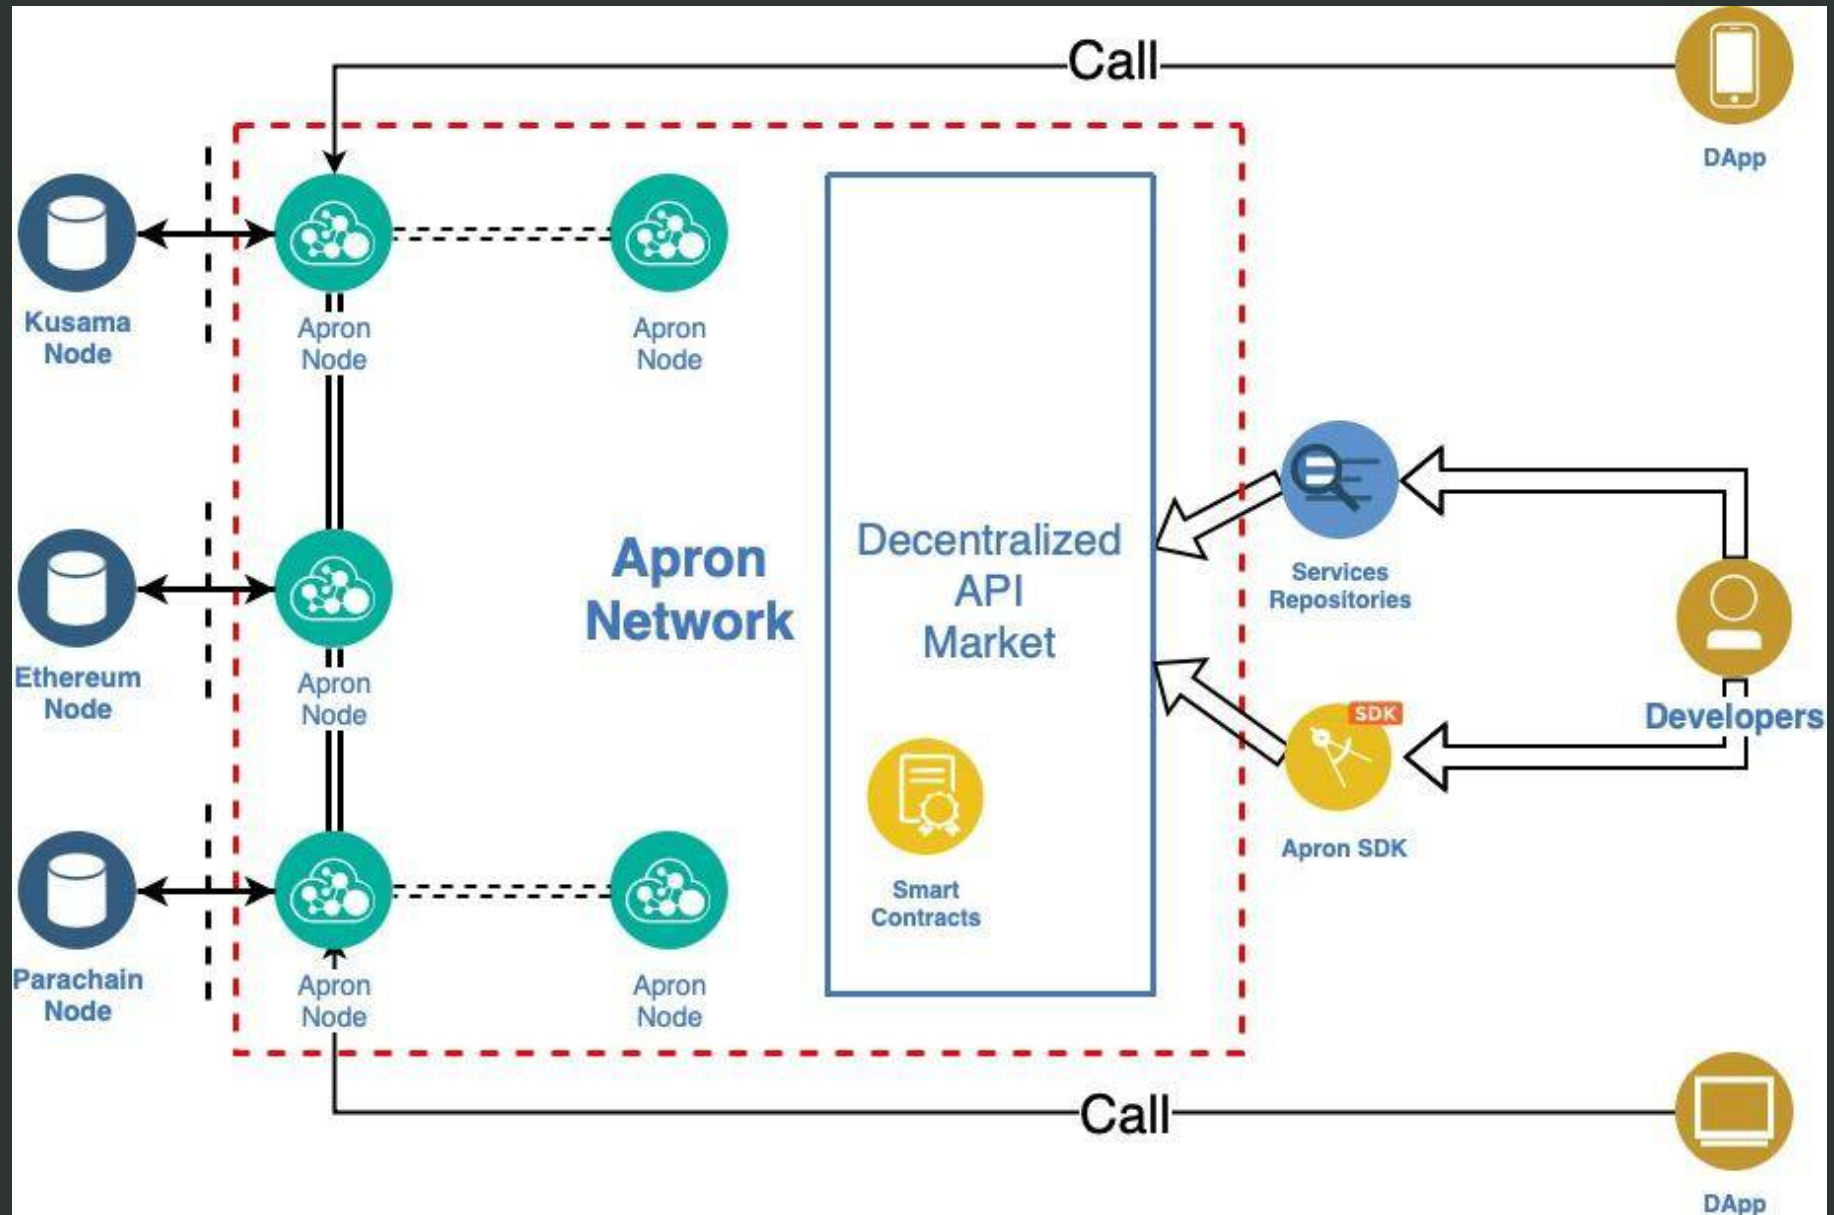 Call
DApp
Kusama
Node
Apron
Node
Apron
Node
Apron
Network
Decentralized
API
Market
Services
Repositories
Ethereum
Node
Apron
Node
SDK
Developers
Apron SDK
Smart
Contracts
Parachain
Node
Apron
Node
Apron
Node
Call
DApp